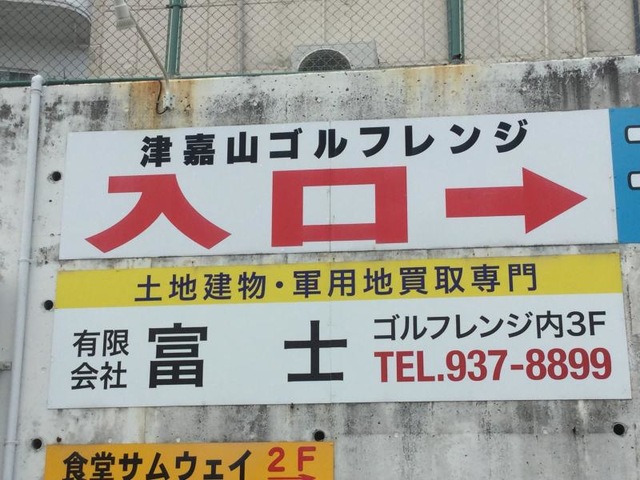 津嘉山ゴルフレンジ
入口→
土地建物・軍用地買取専門
有限会社 富士
ゴルフレンジ内3F
TEL.937-8899
食堂サムウェイ 2F